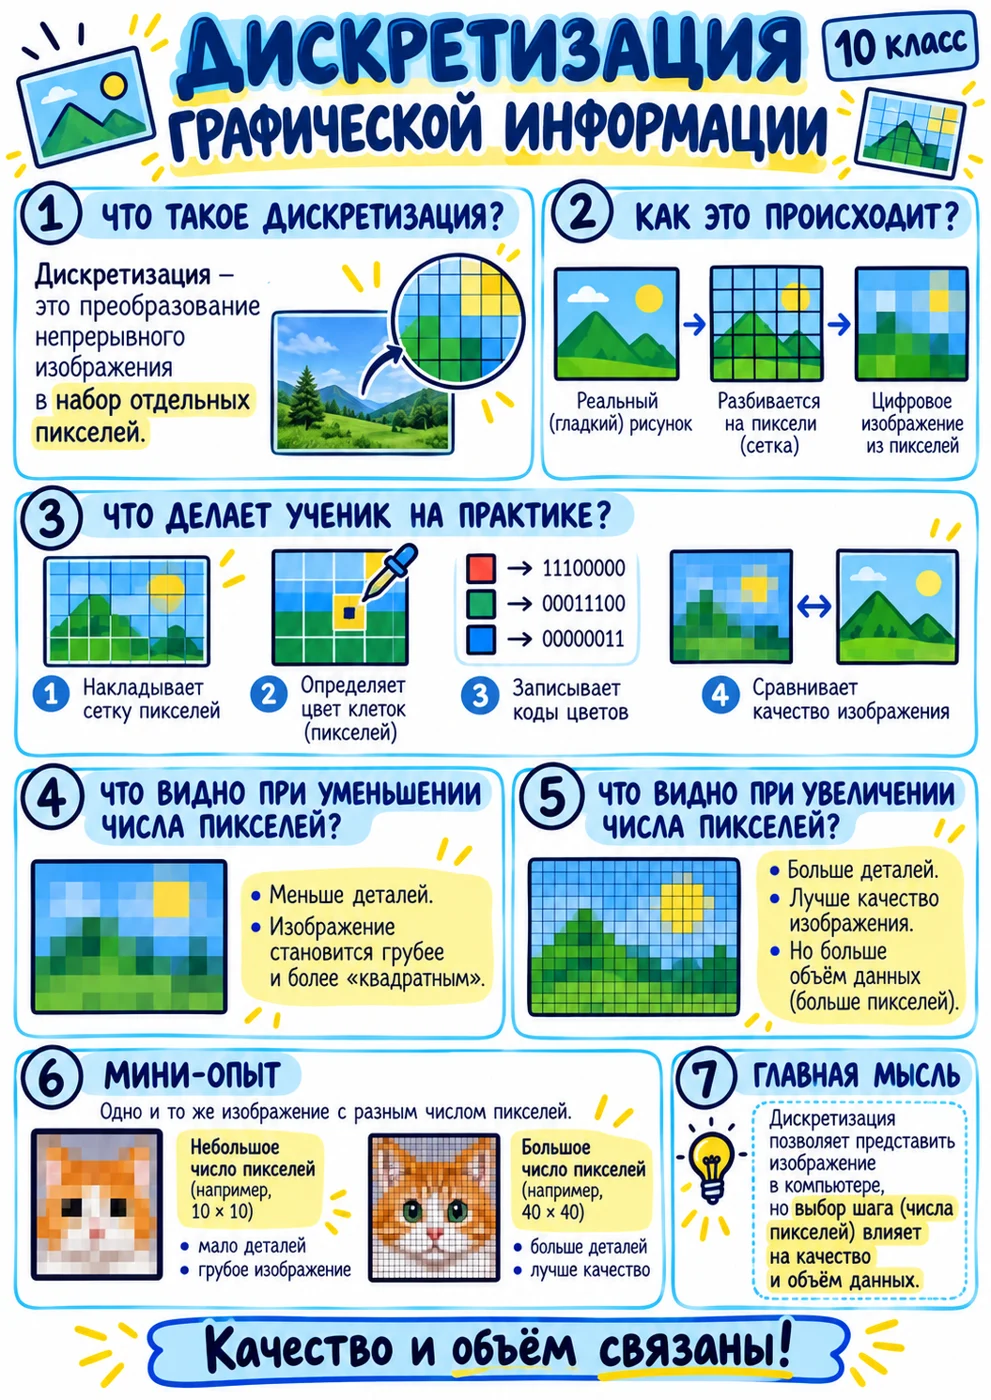 ДИСКРЕТИЗАЦИЯ
10 класс
ГРАФИЧЕСКОЙ ИНФОРМАЦИИ
1 ЧТО ТАКОЕ ДИСКРЕТИЗАЦИЯ?
Дискретизация –
это преобразование
непрерывного
изображения
в набор отдельных
пикселей.
2 КАК ЭТО ПРОИСХОДИТ?
Реальный
(гладкий) рисунок
Разбивается
на пиксели
(сетка)
Цифровое
изображение
из пикселей
3 ЧТО ДЕЛАЕТ УЧЕНИК НА ПРАКТИКЕ?
→ 11100000
→ 00011100
→ 00000011
1 Накладывает
сетку пикселей
2 Определяет
цвет клеток
(пикселей)
3 Записывает
коды цветов
4 Сравнивает
качество изображения
4 ЧТО ВИДНО ПРИ УМЕНЬШЕНИИ
ЧИСЛА ПИКСЕЛЕЙ?
• Меньше деталей.
• Изображение
становится грубее
и более «квадратным».
5 ЧТО ВИДНО ПРИ УВЕЛИЧЕНИИ
ЧИСЛА ПИКСЕЛЕЙ?
• Больше деталей.
• Лучше качество
изображения.
• Но больше
объём данных
(больше пикселей).
6 МИНИ-ОПЫТ
Одно и то же изображение с разным числом пикселей.
Небольшое
число пикселей
(например,
10 × 10)
• мало деталей
• грубое изображение
Большое
число пикселей
(например,
40 × 40)
• больше деталей
• лучше качество
7 ГЛАВНАЯ МЫСЛЬ
Дискретизация
позволяет представить
изображение
в компьютере,
но выбор шага (числа
пикселей) влияет
на качество
и объём данных.
Качество и объём связаны!